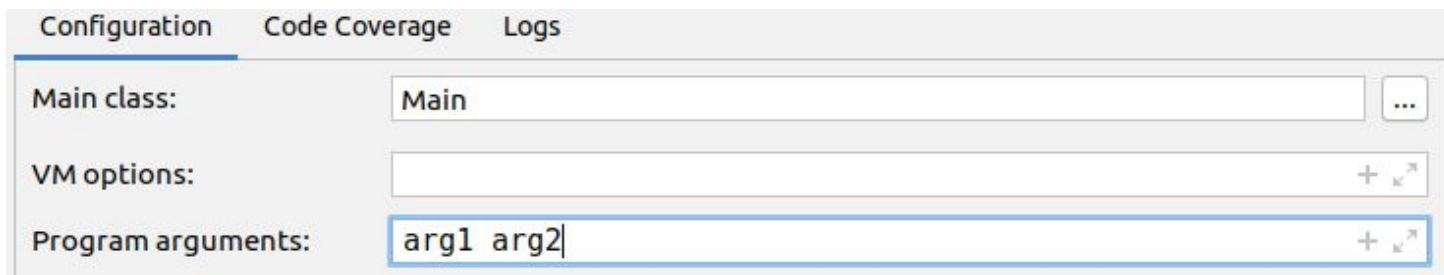 Configuration Code Coverage Logs
Main class: Main ...
VM options:
Program arguments: arg1 arg2